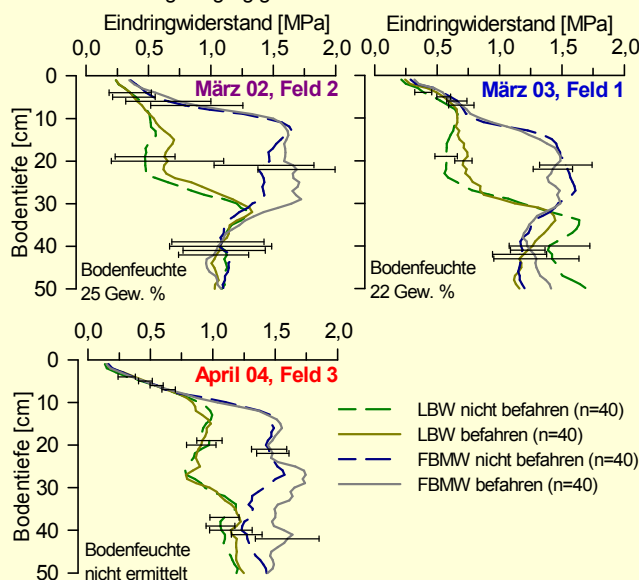 Eindringwiderstand [MPa]
0,0 0,5 1,0 1,5 2,0
März 02, Feld 2
0
10
20
30
40
50
Bodentiefe [cm]
Bodenfeuchte
25 Gew. %
Eindringwiderstand [MPa]
0.0 0.5 1.0 1.5 2.0
März 03, Feld 1
Bodenfeuchte
22 Gew. %
0,0 0,5 1,0 1,5 2,0
April 04, Feld 3
0
10
20
30
40
50
Bodentiefe [cm]
Bodenfeuchte
nicht ermittelt
LBW nicht befahren (n=40)
LBW befahren (n=40)
FBMW nicht befahren (n=40)
FBMW befahren (n=40)